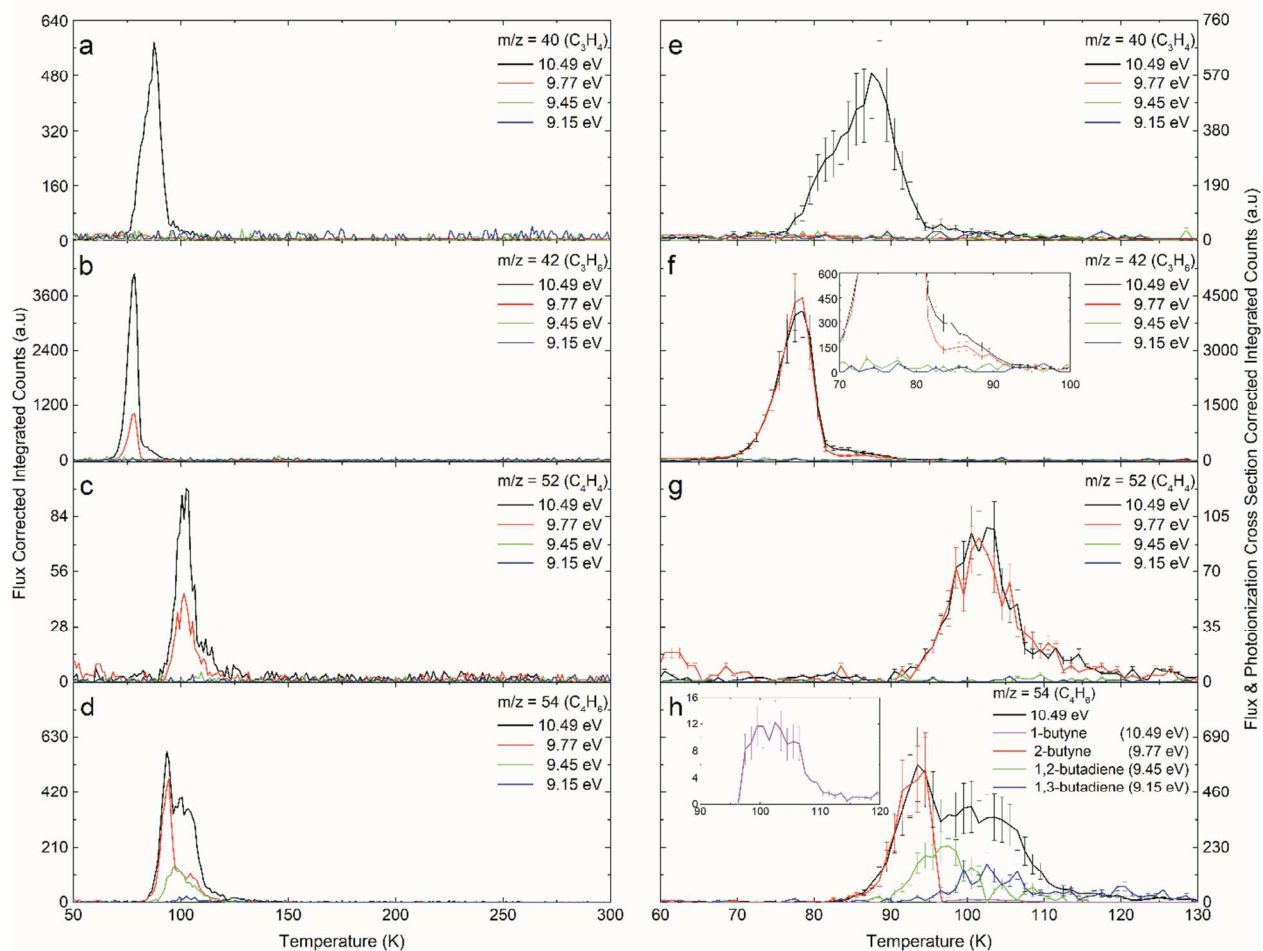 Flux Corrected Integrated Counts (a.u)
a
m/z = 40 (C₃H₄)
10.49 eV
9.77 eV
9.45 eV
9.15 eV
640
480
320
160
0
b
m/z = 42 (C₃H₆)
10.49 eV
9.77 eV
9.45 eV
9.15 eV
3600
2400
1200
0
c
m/z = 52 (C₄H₄)
10.49 eV
9.77 eV
9.45 eV
9.15 eV
84
56
28
0
d
m/z = 54 (C₄H₆)
10.49 eV
9.77 eV
9.45 eV
9.15 eV
630
420
210
0
50 100 150 200 250 300
Temperature (K)
e
m/z = 40 (C₃H₄)
10.49 eV
9.77 eV
9.45 eV
9.15 eV
760
570
380
190
0
f
m/z = 42 (C₃H₆)
10.49 eV
9.77 eV
9.45 eV
9.15 eV
600
450
300
150
0
70 80 90 100
4500
3000
1500
0
g
m/z = 52 (C₄H₄)
10.49 eV
9.77 eV
9.45 eV
9.15 eV
105
70
35
0
h
m/z = 54 (C₄H₆)
10.49 eV
1-butyne (10.49 eV)
2-butyne (9.77 eV)
1,2-butadiene (9.45 eV)
1,3-butadiene (9.15 eV)
16
12
8
4
0
90 100 110 120
690
460
230
0
60 70 80 90 100 110 120 130
Temperature (K)
Flux & Photoionization Cross Section Corrected Integrated Counts (a.u)